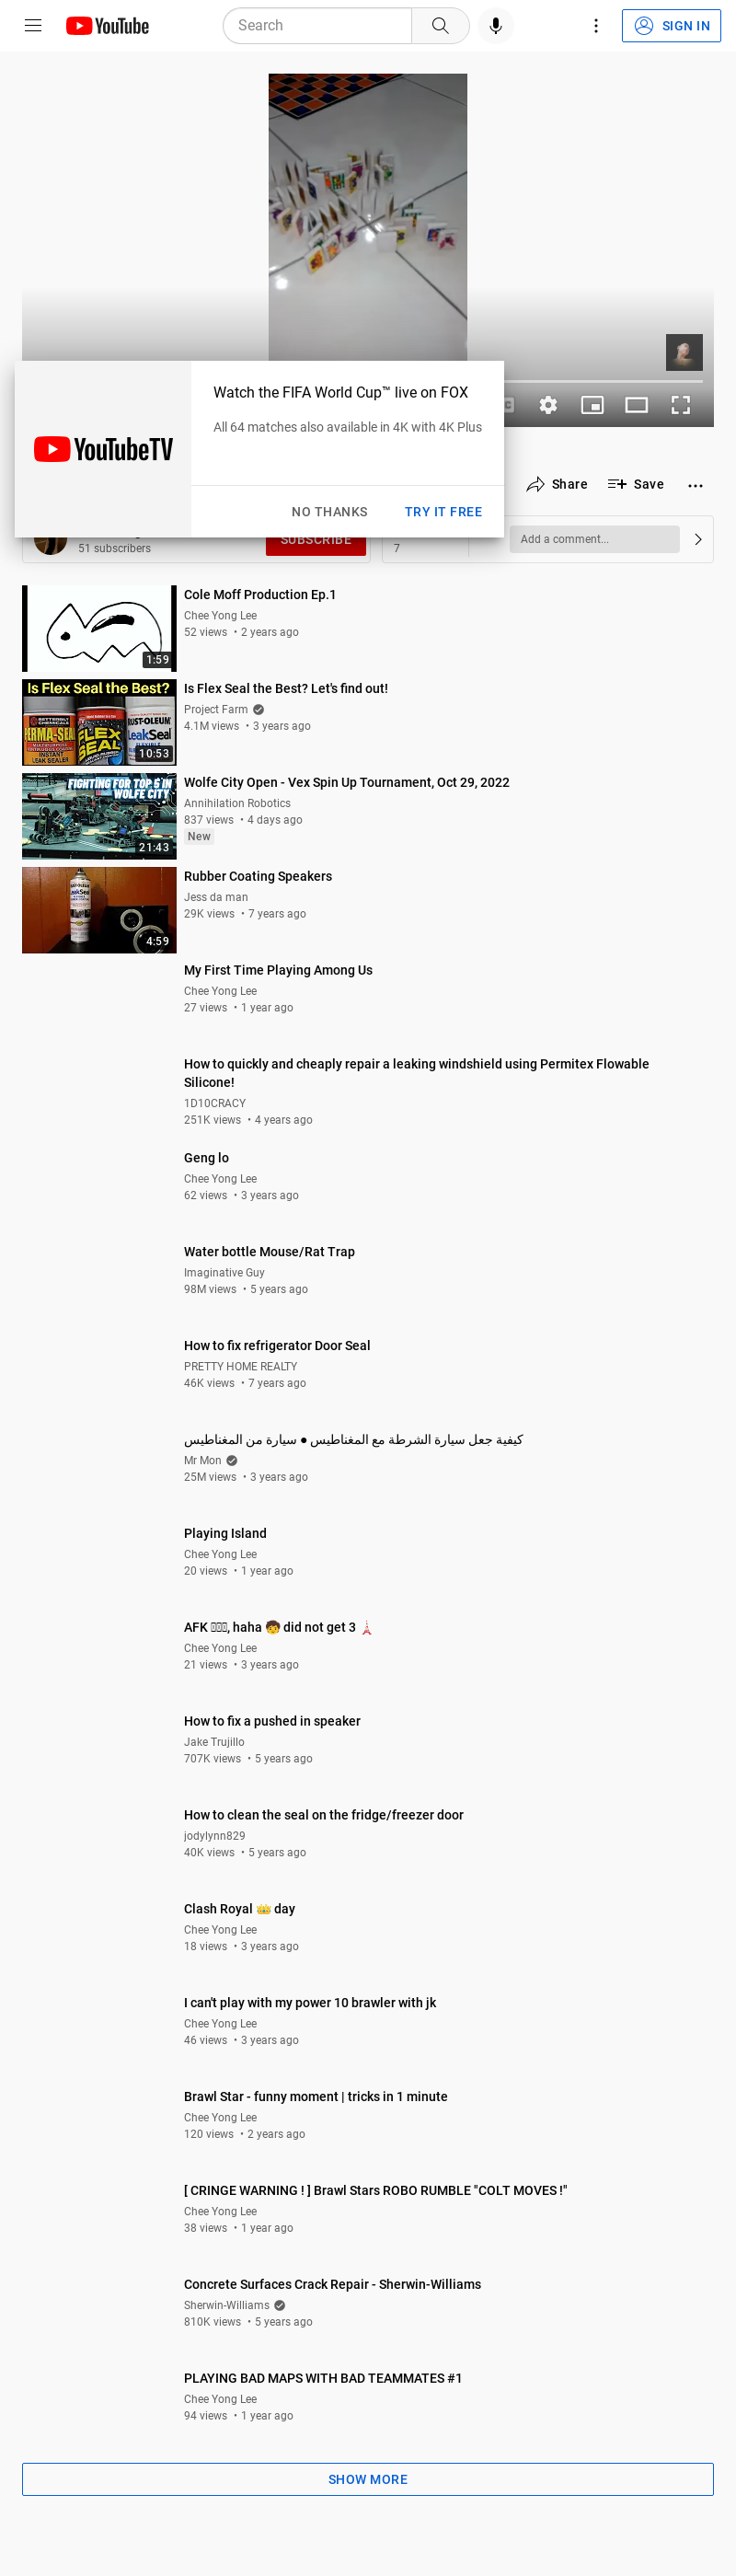 YouTube
Search
SIGN IN
Watch the FIFA World Cup™ live on FOX
All 64 matches also available in 4K with 4K Plus
YouTubeTV
NO THANKS
TRY IT FREE
Share
Save
51 subscribers
SUBSCRIBE
7
Add a comment...
Cole Moff Production Ep.1
Chee Yong Lee
52 views • 2 years ago
1:59
Is Flex Seal the Best?
PERMA-SEAL
INSTANT
LEAK SEALER
FLEX SEAL
RUST-OLEUM
LeakSeal
10:53
Is Flex Seal the Best? Let's find out!
Project Farm
4.1M views • 3 years ago
FIGHTING FOR TOP 5 IN
WOLFE CITY
21:43
Wolfe City Open - Vex Spin Up Tournament, Oct 29, 2022
Annihilation Robotics
837 views • 4 days ago
New
LeakSeal
4:59
Rubber Coating Speakers
Jess da man
29K views • 7 years ago
My First Time Playing Among Us
Chee Yong Lee
27 views • 1 year ago
How to quickly and cheaply repair a leaking windshield using Permitex Flowable
Silicone!
1D10CRACY
251K views • 4 years ago
Geng lo
Chee Yong Lee
62 views • 3 years ago
Water bottle Mouse/Rat Trap
Imaginative Guy
98M views • 5 years ago
How to fix refrigerator Door Seal
PRETTY HOME REALTY
46K views • 7 years ago
كيفية جعل سيارة الشرطة مع المغناطيس ● سيارة من المغناطيس
Mr Mon
25M views • 3 years ago
Playing Island
Chee Yong Lee
20 views • 1 year ago
AFK , haha 🧒 did not get 3 🗼
Chee Yong Lee
21 views • 3 years ago
How to fix a pushed in speaker
Jake Trujillo
707K views • 5 years ago
How to clean the seal on the fridge/freezer door
jodylynn829
40K views • 5 years ago
Clash Royal 👑 day
Chee Yong Lee
18 views • 3 years ago
I can't play with my power 10 brawler with jk
Chee Yong Lee
46 views • 3 years ago
Brawl Star - funny moment | tricks in 1 minute
Chee Yong Lee
120 views • 2 years ago
[ CRINGE WARNING ! ] Brawl Stars ROBO RUMBLE "COLT MOVES !"
Chee Yong Lee
38 views • 1 year ago
Concrete Surfaces Crack Repair - Sherwin-Williams
Sherwin-Williams
810K views • 5 years ago
PLAYING BAD MAPS WITH BAD TEAMMATES #1
Chee Yong Lee
94 views • 1 year ago
SHOW MORE